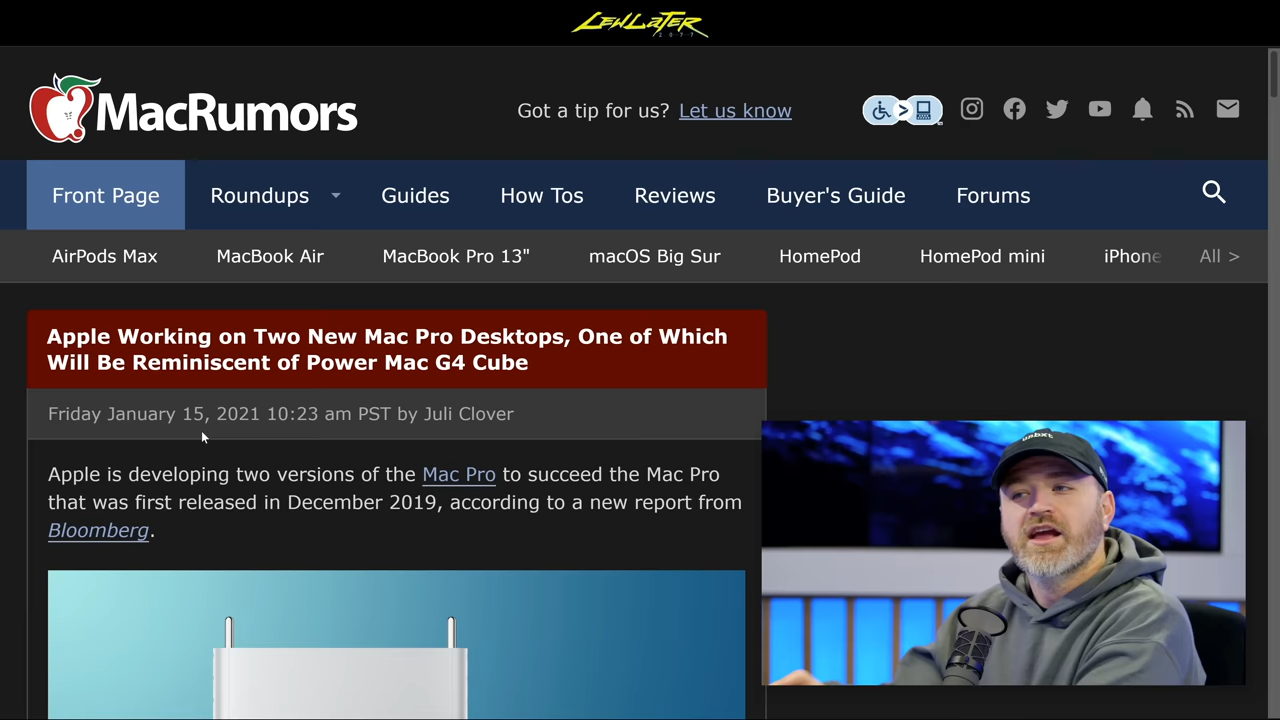 LEWLATER
2077
MacRumors
Got a tip for us? Let us know
Front Page Roundups Guides How Tos Reviews Buyer's Guide Forums
AirPods Max MacBook Air MacBook Pro 13" macOS Big Sur HomePod HomePod mini iPhone All >
Apple Working on Two New Mac Pro Desktops, One of Which
Will Be Reminiscent of Power Mac G4 Cube
Friday January 15, 2021 10:23 am PST by Juli Clover
Apple is developing two versions of the Mac Pro to succeed the Mac Pro
that was first released in December 2019, according to a new report from
Bloomberg.